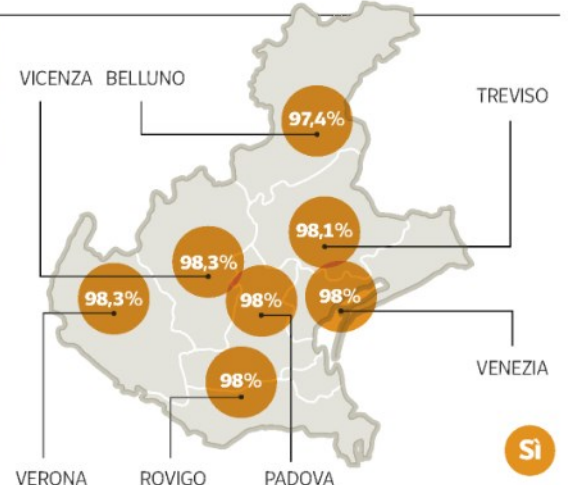 VICENZA BELLUNO
TREVISO
97,4%
98,1%
98,3%
98,3%
98%
98%
98%
VENEZIA
Sì
VERONA ROVIGO PADOVA